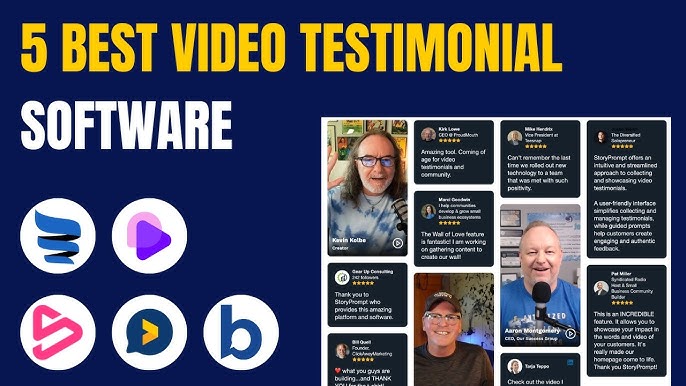 5 BEST VIDEO TESTIMONIAL
SOFTWARE
Kevin Kolbe
Creator
Gear Up Consulting
242 followers
Thank you to
StoryPrompt who
provides this amazing
platform and software.
Bill Quell
Founder,
ClickAwayMarketing
❤ what you guys are
building...and THANK
Kirk Lowe
CEO @ ProudMouth
Amazing tool. Coming of
age for video
testimonials and
community.
Marci Goodwin
I help communities
develop & grow small
business ecosystems
The Wall of Love feature
is fantastic! I am working
on gathering content to
create our wall!
Mike Hendrix
Vice President at
Teasnap
Can't remember the last
time we rolled out new
technology to a team
that was met with such
positivity.
Aaron Montgomery
CEO, Our Success Group
Tarja Teppo
Check out the video I
The Diversified
Solopreneur
StoryPrompt offers an
intuitive and streamlined
approach to collecting
and showcasing video
testimonials.
A user-friendly interface
simplifies collecting and
managing testimonials,
while guided prompts
help customers create
engaging and authentic
feedback.
Pat Miller
Syndicated Radio
Host & Small
Business Community
Builder
This is an INCREDIBLE
feature. It allows you to
showcase your impact in
the words and video of
your customers. It's
really made our
homepage come to life.
Thank you StoryPrompt!